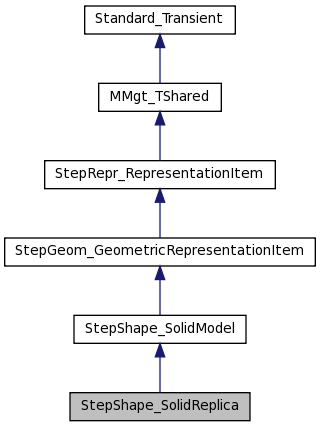 Standard_Transient
MMgt_TShared
StepRepr_RepresentationItem
StepGeom_GeometricRepresentationItem
StepShape_SolidModel
StepShape_SolidReplica